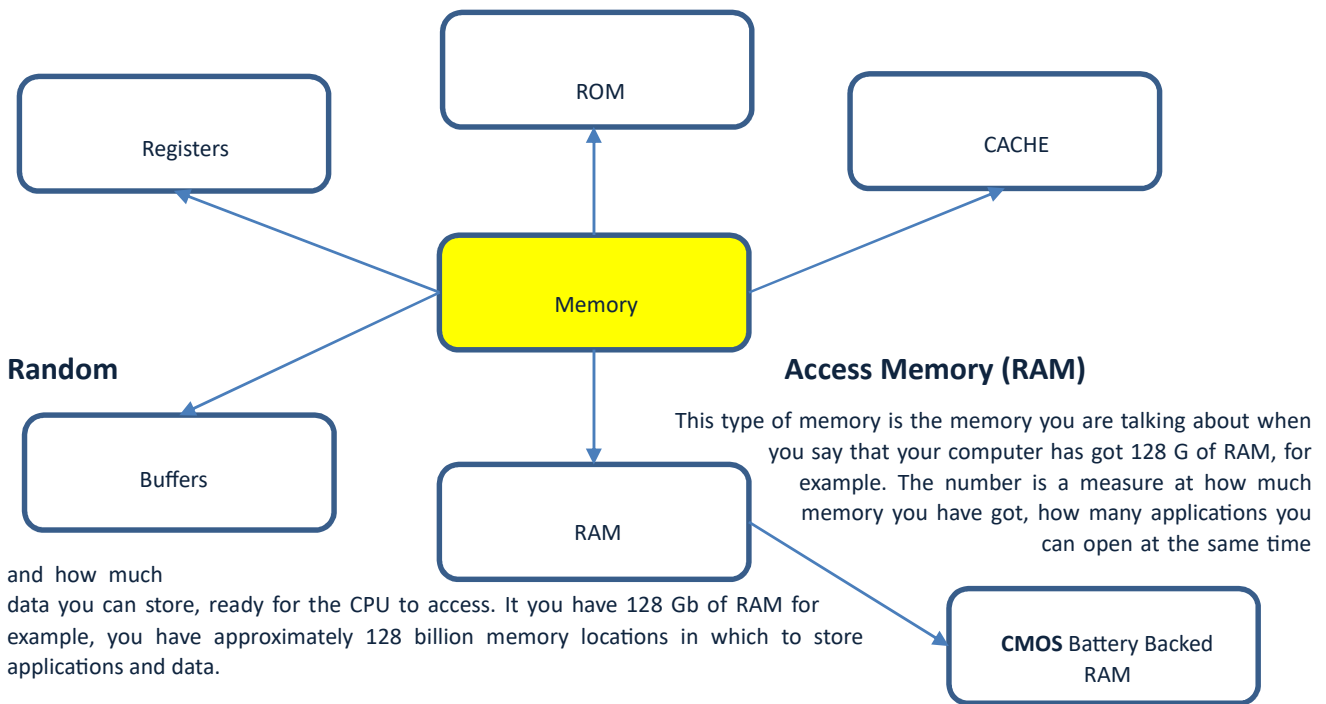 ROM
Registers
CACHE
Memory
Random Access Memory (RAM)
This type of memory is the memory you are talking about when
you say that your computer has got 128 G of RAM, for
example. The number is a measure at how much
memory you have got, how many applications you
can open at the same time
Buffers
RAM
and how much
data you can store, ready for the CPU to access. It you have 128 Gb of RAM for
example, you have approximately 128 billion memory locations in which to store
applications and data.
CMOS Battery Backed
RAM